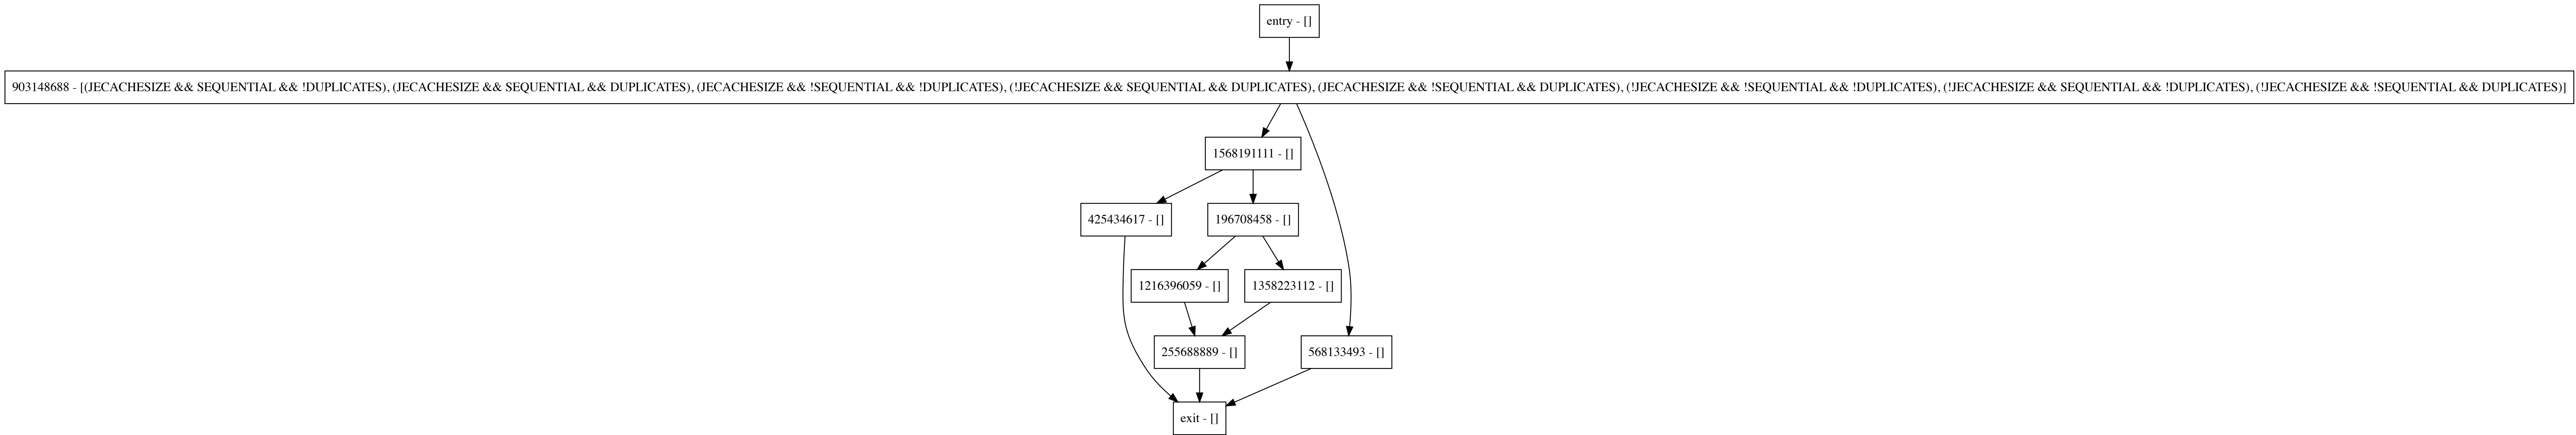 entry - []
903148688 - [(JECACHESIZE && SEQUENTIAL && !DUPLICATES), (JECACHESIZE && SEQUENTIAL && DUPLICATES), (JECACHESIZE && !SEQUENTIAL && !DUPLICATES), (!JECACHESIZE && SEQUENTIAL && DUPLICATES), (JECACHESIZE && !SEQUENTIAL && DUPLICATES), (!JECACHESIZE && !SEQUENTIAL && !DUPLICATES), (!JECACHESIZE && SEQUENTIAL && !DUPLICATES), (!JECACHESIZE && !SEQUENTIAL && DUPLICATES)]
1568191111 - []
425434617 - []
196708458 - []
1216396059 - []
1358223112 - []
255688889 - []
568133493 - []
exit - []